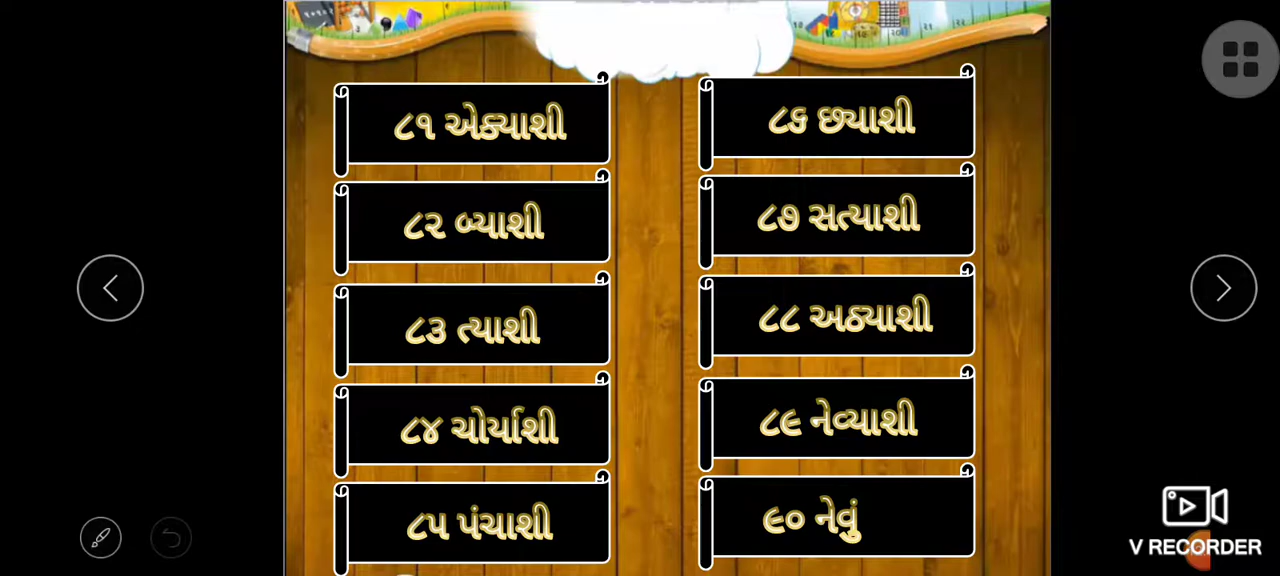 ૮૧ એક્યાશી
૮૨ બ્યાશી
૮૩ ત્યાશી
૮૪ ચોર્યાશી
૮૫ પંચાશી
૮૬ છ્યાશી
૮૭ સત્યાશી
૮૮ અઠ્યાશી
૮૯ નેવ્યાશી
૯૦ નેવું
V RECORDER